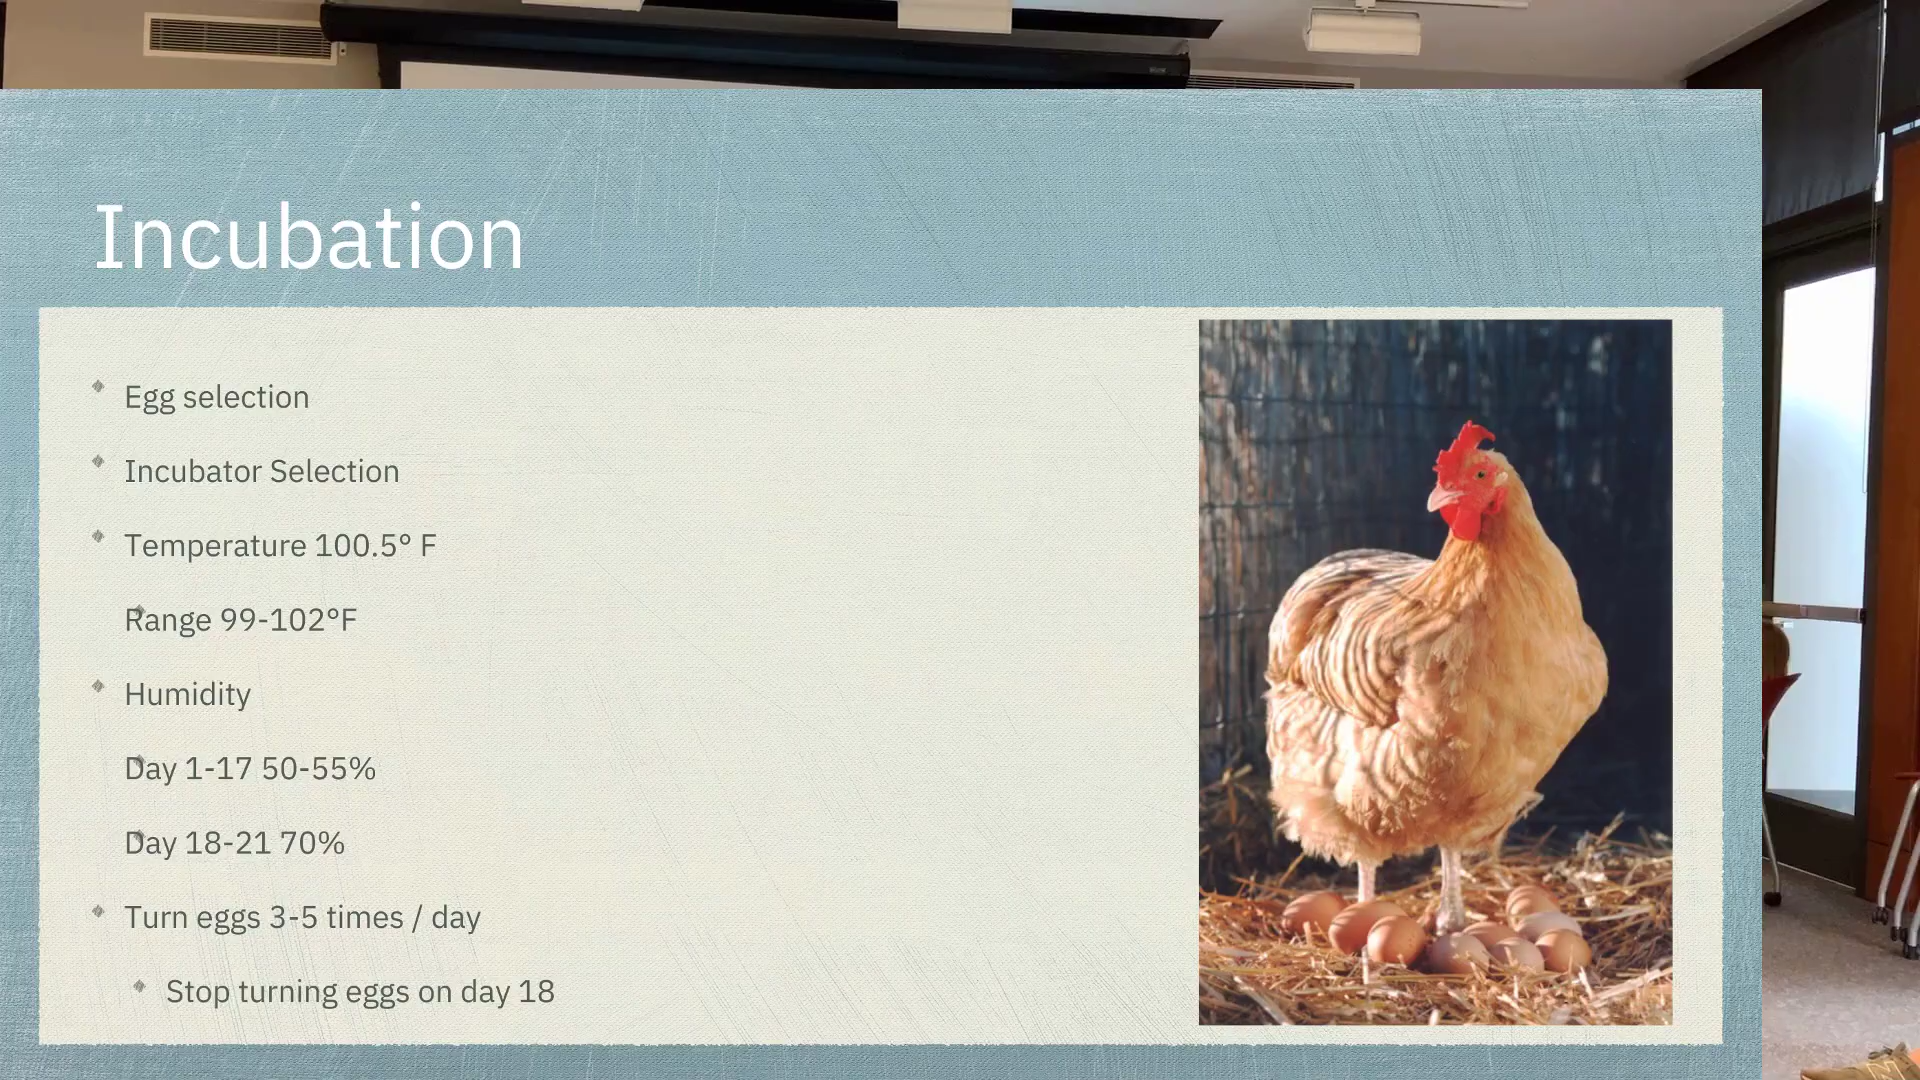 Incubation
Egg selection
Incubator Selection
Temperature 100.5° F
Range 99-102°F
Humidity
Day 1-17 50-55%
Day 18-21 70%
Turn eggs 3-5 times / day
Stop turning eggs on day 18